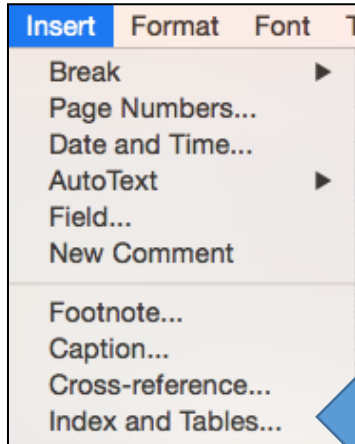 Insert Format Font
Break
Page Numbers...
Date and Time...
AutoText
Field...
New Comment
Footnote...
Caption...
Cross-reference...
Index and Tables...